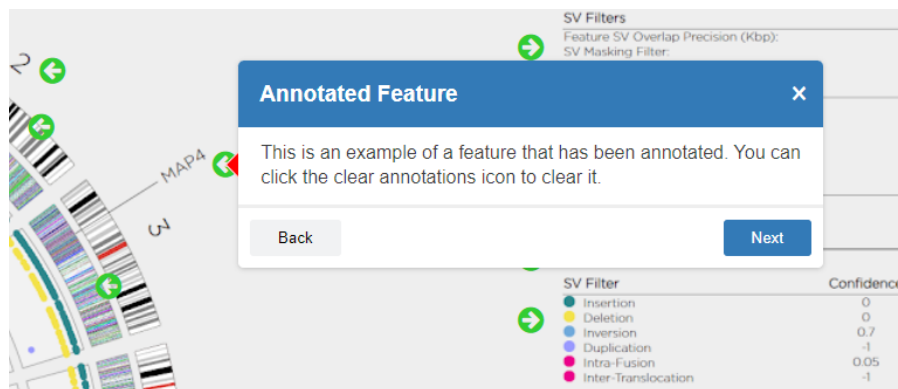 SV Filters
Feature SV Overlap Precision (Kbp):
SV Masking Filter:
2
Annotated Feature
×
This is an example of a feature that has been annotated. You can
click the clear annotations icon to clear it.
MAP4
3
Back
Next
SV Filter Confidence
Insertion 0
Deletion 0
Inversion 0.7
Duplication -1
Intra-Fusion 0.05
Inter-Translocation -1